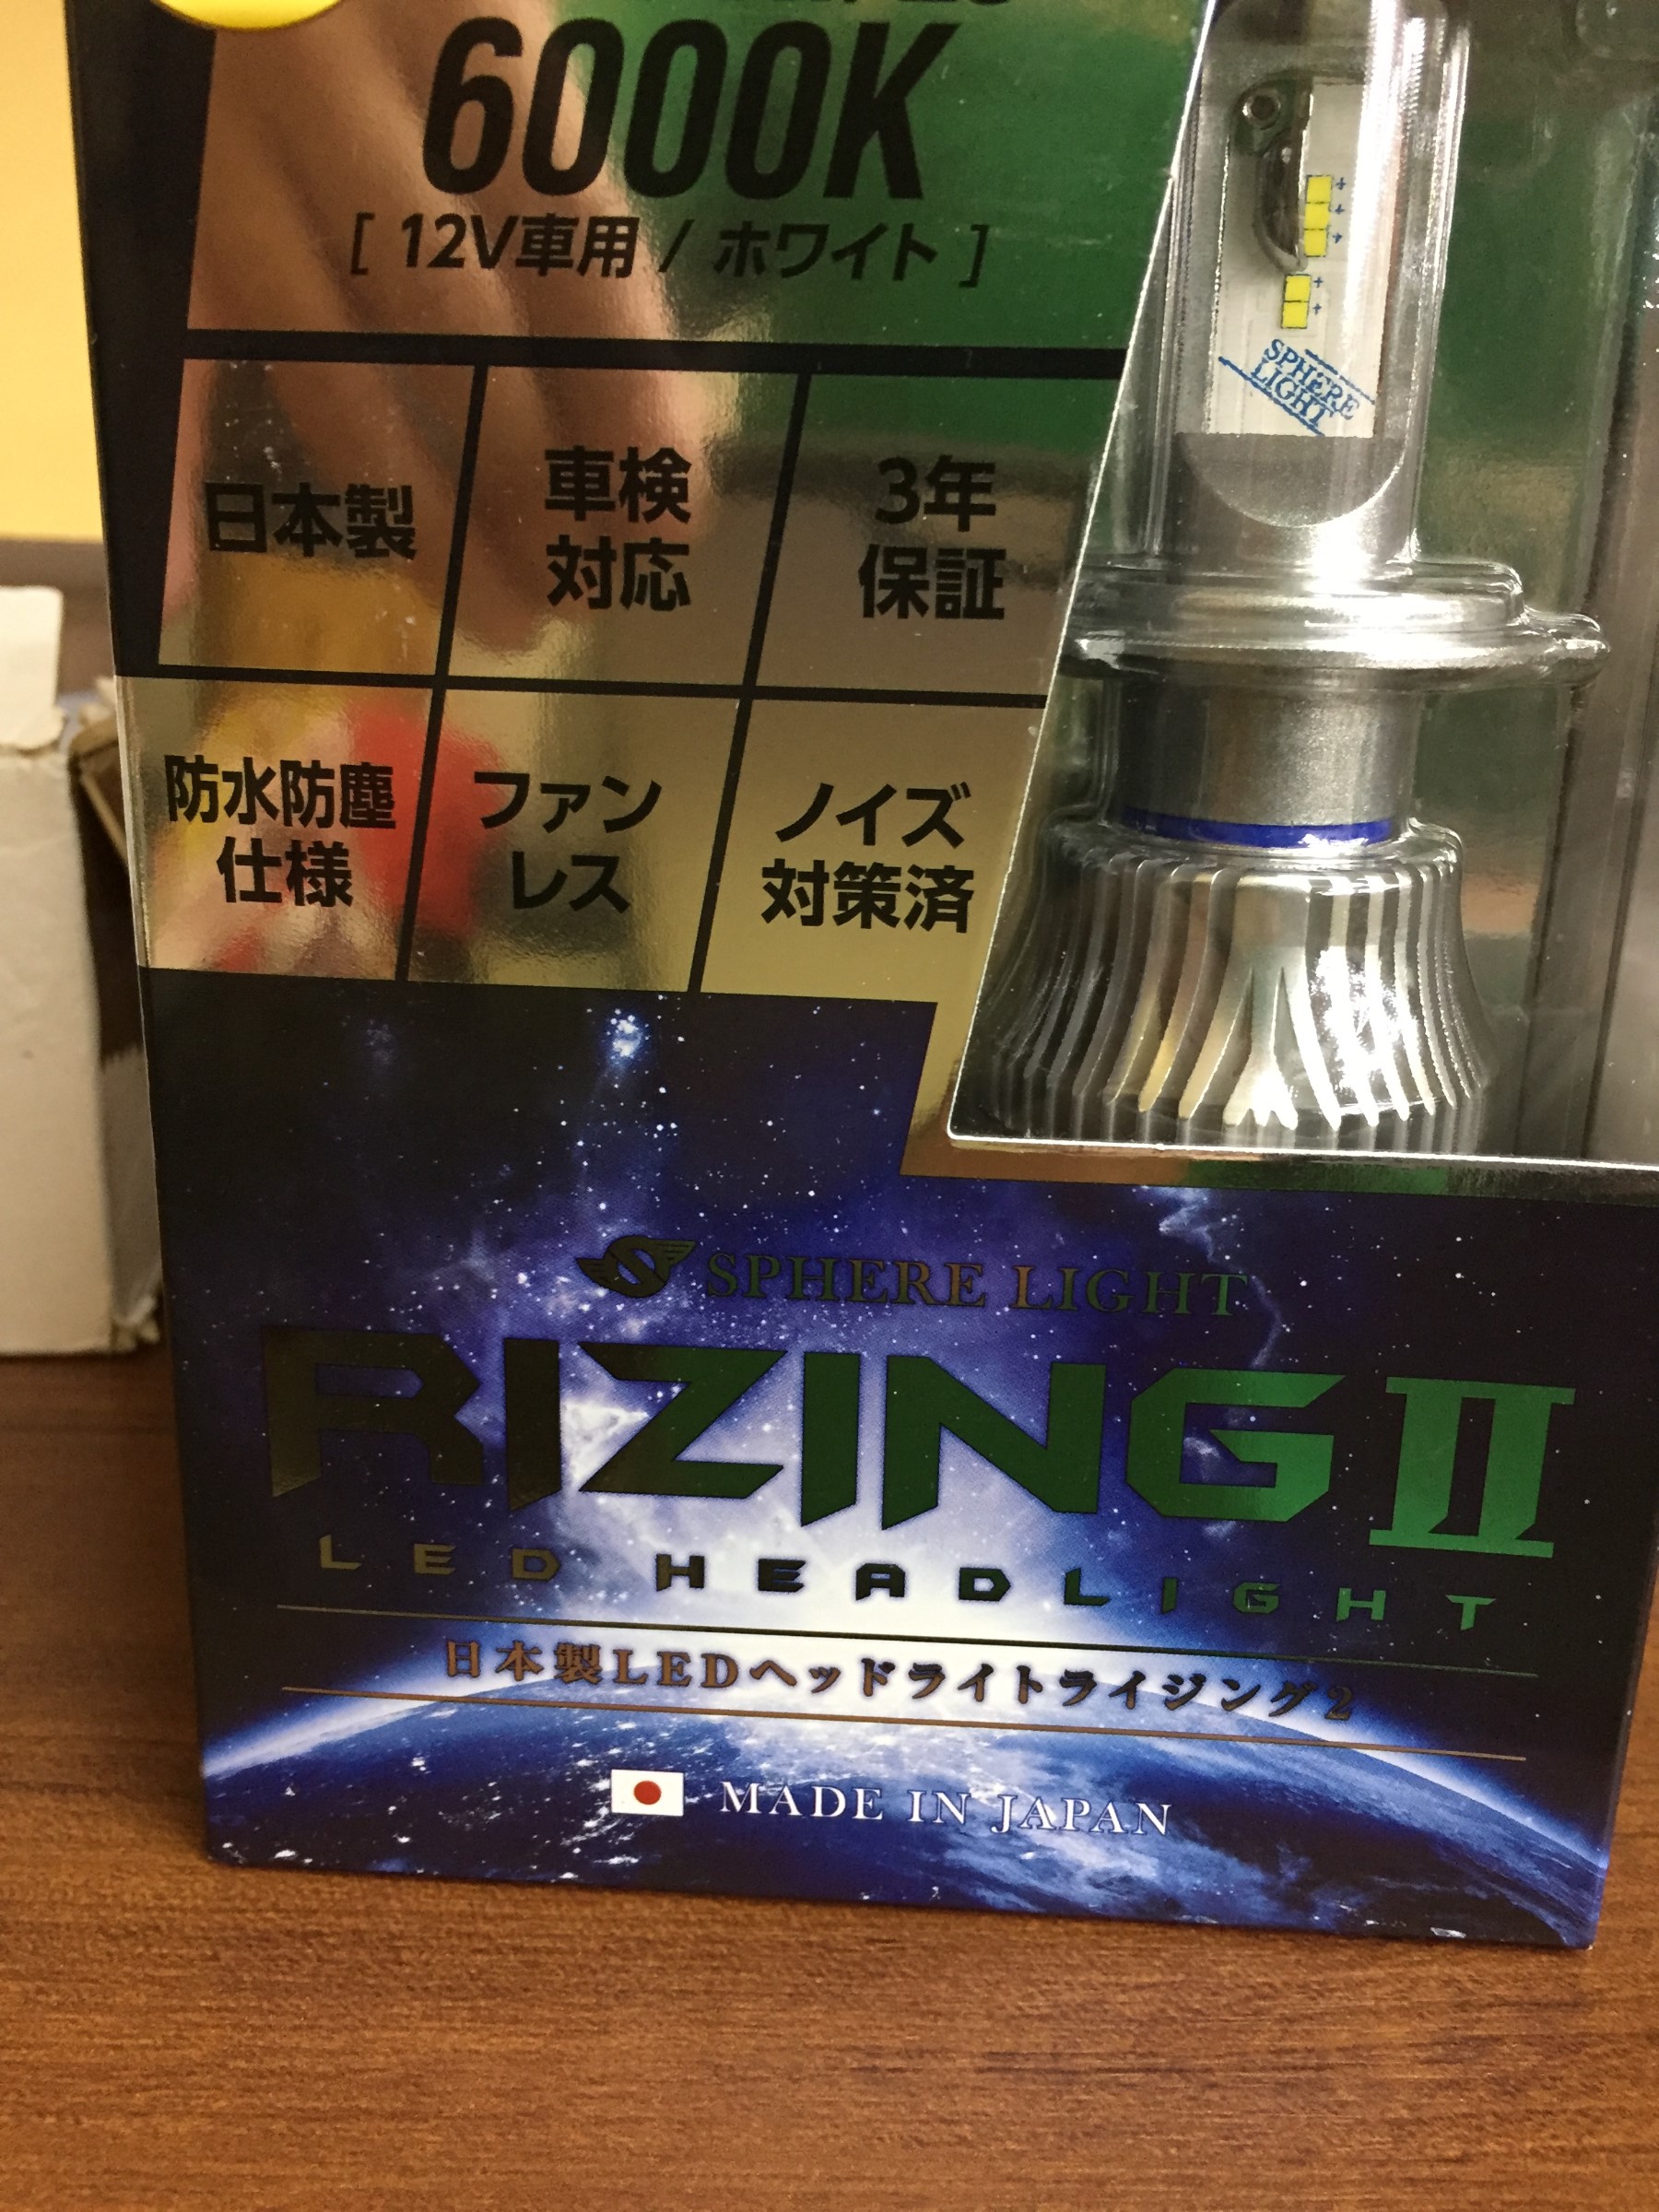 6000K
[ 12V車用 / ホワイト ]
SPHERE
LIGHT
日本製
車検
対応
3年
保証
防水防塵
仕様
ファン
レス
ノイズ
対策済
SPHERE LIGHT
RIZING II
LED HEADLIGHT
日本製LEDヘッドライトライジング2
MADE IN JAPAN